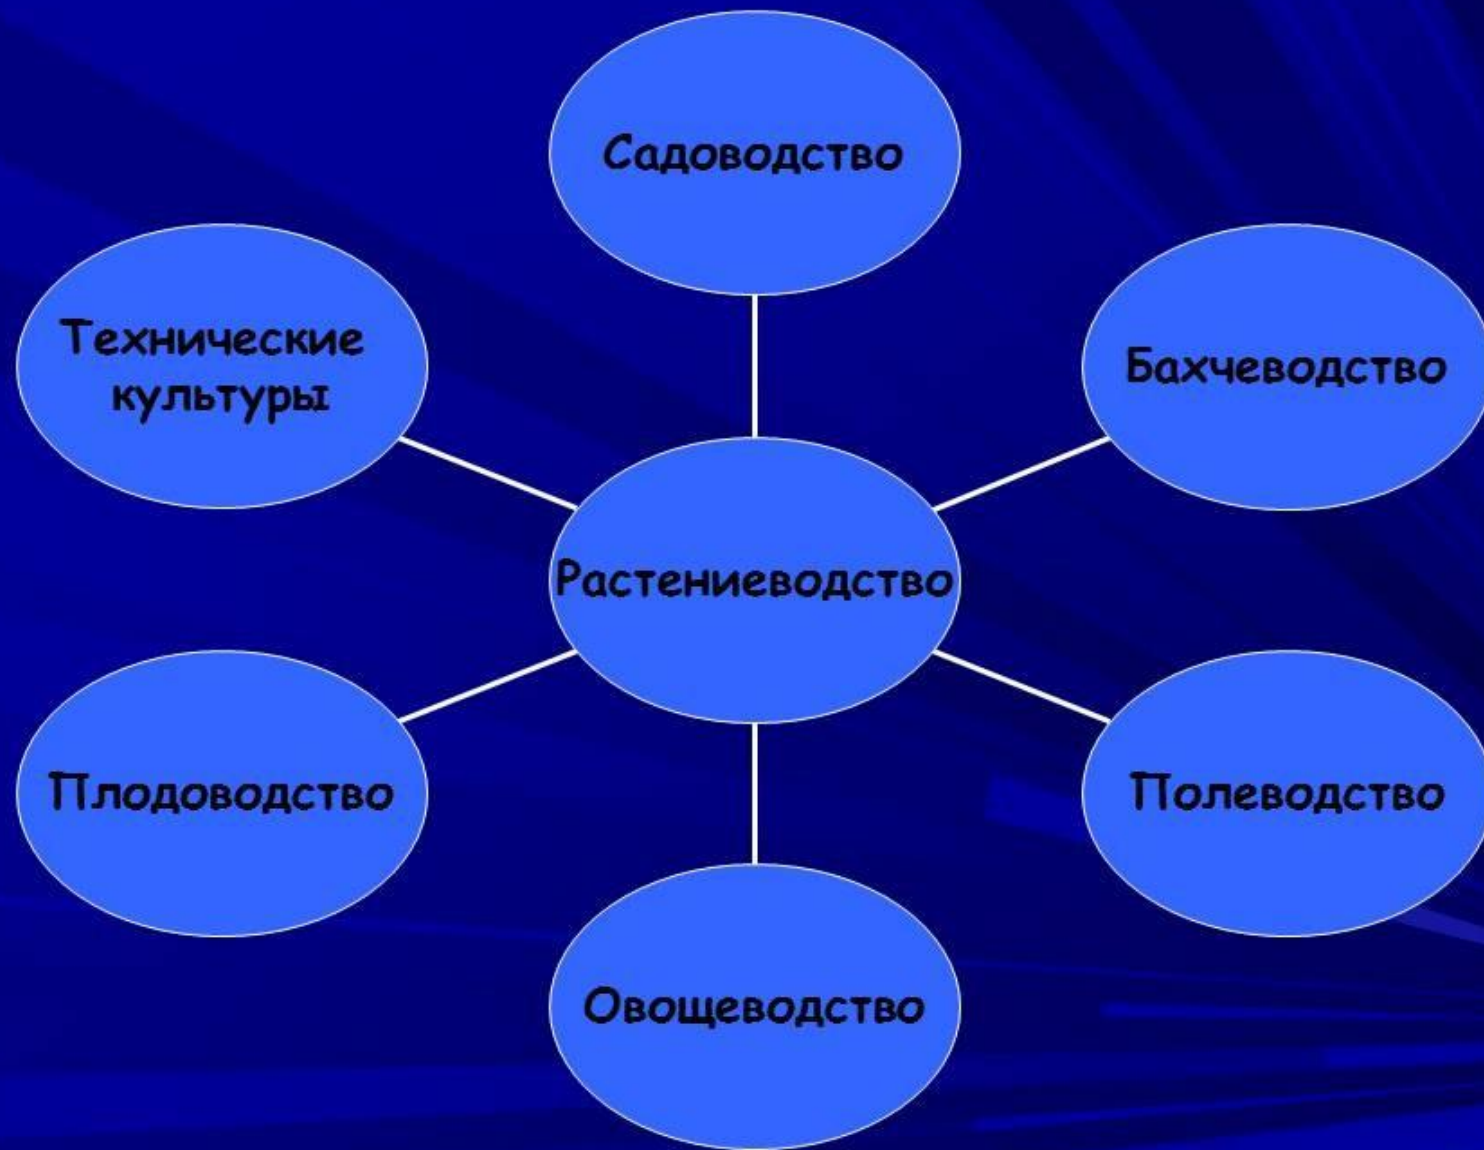 Садоводство
Технические
культуры
Бахчеводство
Растениеводство
Плодоводство
Полеводство
Овощеводство